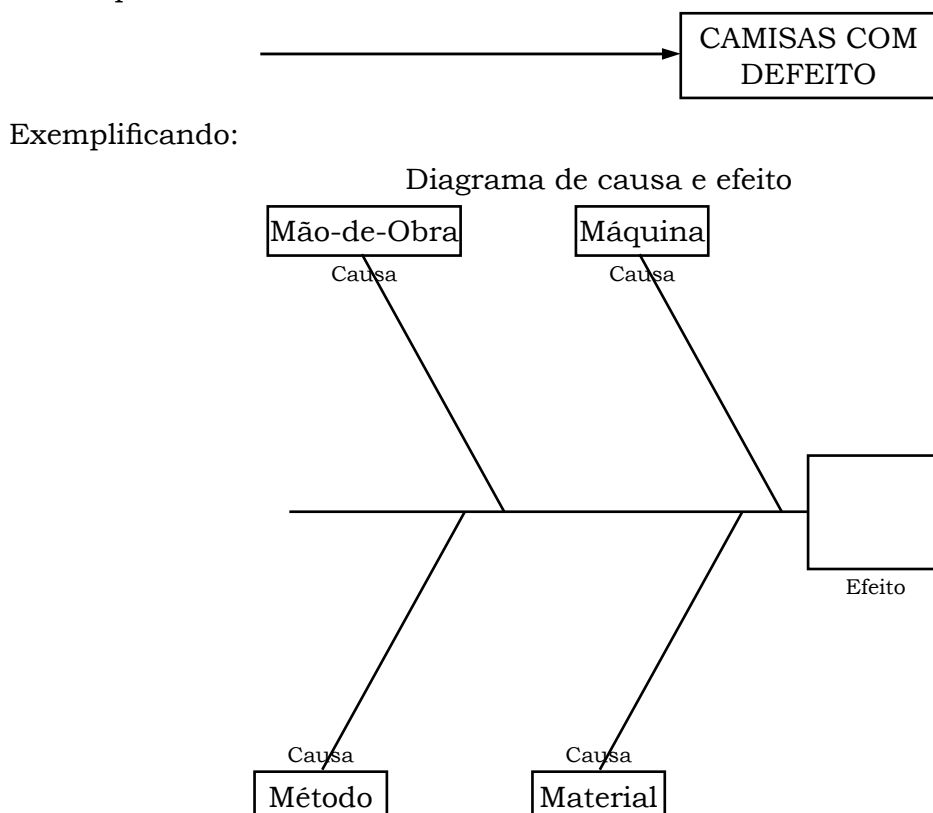 CAMISAS COM
DEFEITO
Exemplificando:
Diagrama de causa e efeito
Mão-de-Obra
Máquina
Causa
Causa
Efeito
Causa
Causa
Método
Material